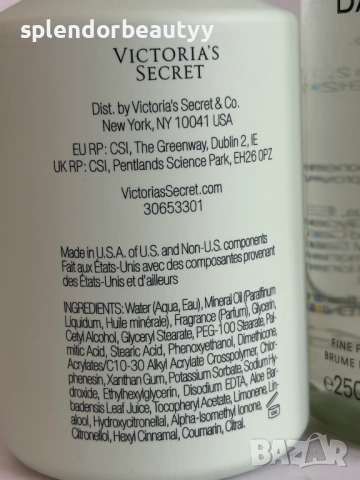 splendorbeautyy
VICTORIA'S
SECRET
Dist. by Victoria's Secret & Co.
New York, NY 10041 USA
EU RP: CSI, The Greenway, Dublin 2, IE
UK RP: CSI, Pentlands Science Park, EH26 0PZ
VictoriasSecret.com
30653301
Made in U.S.A. of U.S. and Non-U.S. components
Fait aux États-Unis avec des composantes provenant
des États-Unis et d'ailleurs
INGREDIENTS: Water (Aqua, Eau), Mineral Oil (Paraffinum
Liquidum, Huile minérale), Fragrance (Parfum), Glycerin,
Cetyl Alcohol, Glyceryl Stearate, PEG-100 Stearate, Pal-
mitic Acid, Stearic Acid, Phenoxyethanol, Dimethicone,
Acrylates/C10-30 Alkyl Acrylate Crosspolymer, Chlor-
phenesin, Xanthan Gum, Potassium Sorbate, Sodium Hy-
droxide, Ethylhexylglycerin, Disodium EDTA, Aloe Bar-
badensis Leaf Juice, Tocopheryl Acetate, Limonene, Lin-
alool, Hydroxycitronellal, Alpha-Isomethyl Ionone,
Citronellol, Hexyl Cinnamal, Coumarin, Citral.
DA
FINE F
BRUME
e250
bazar